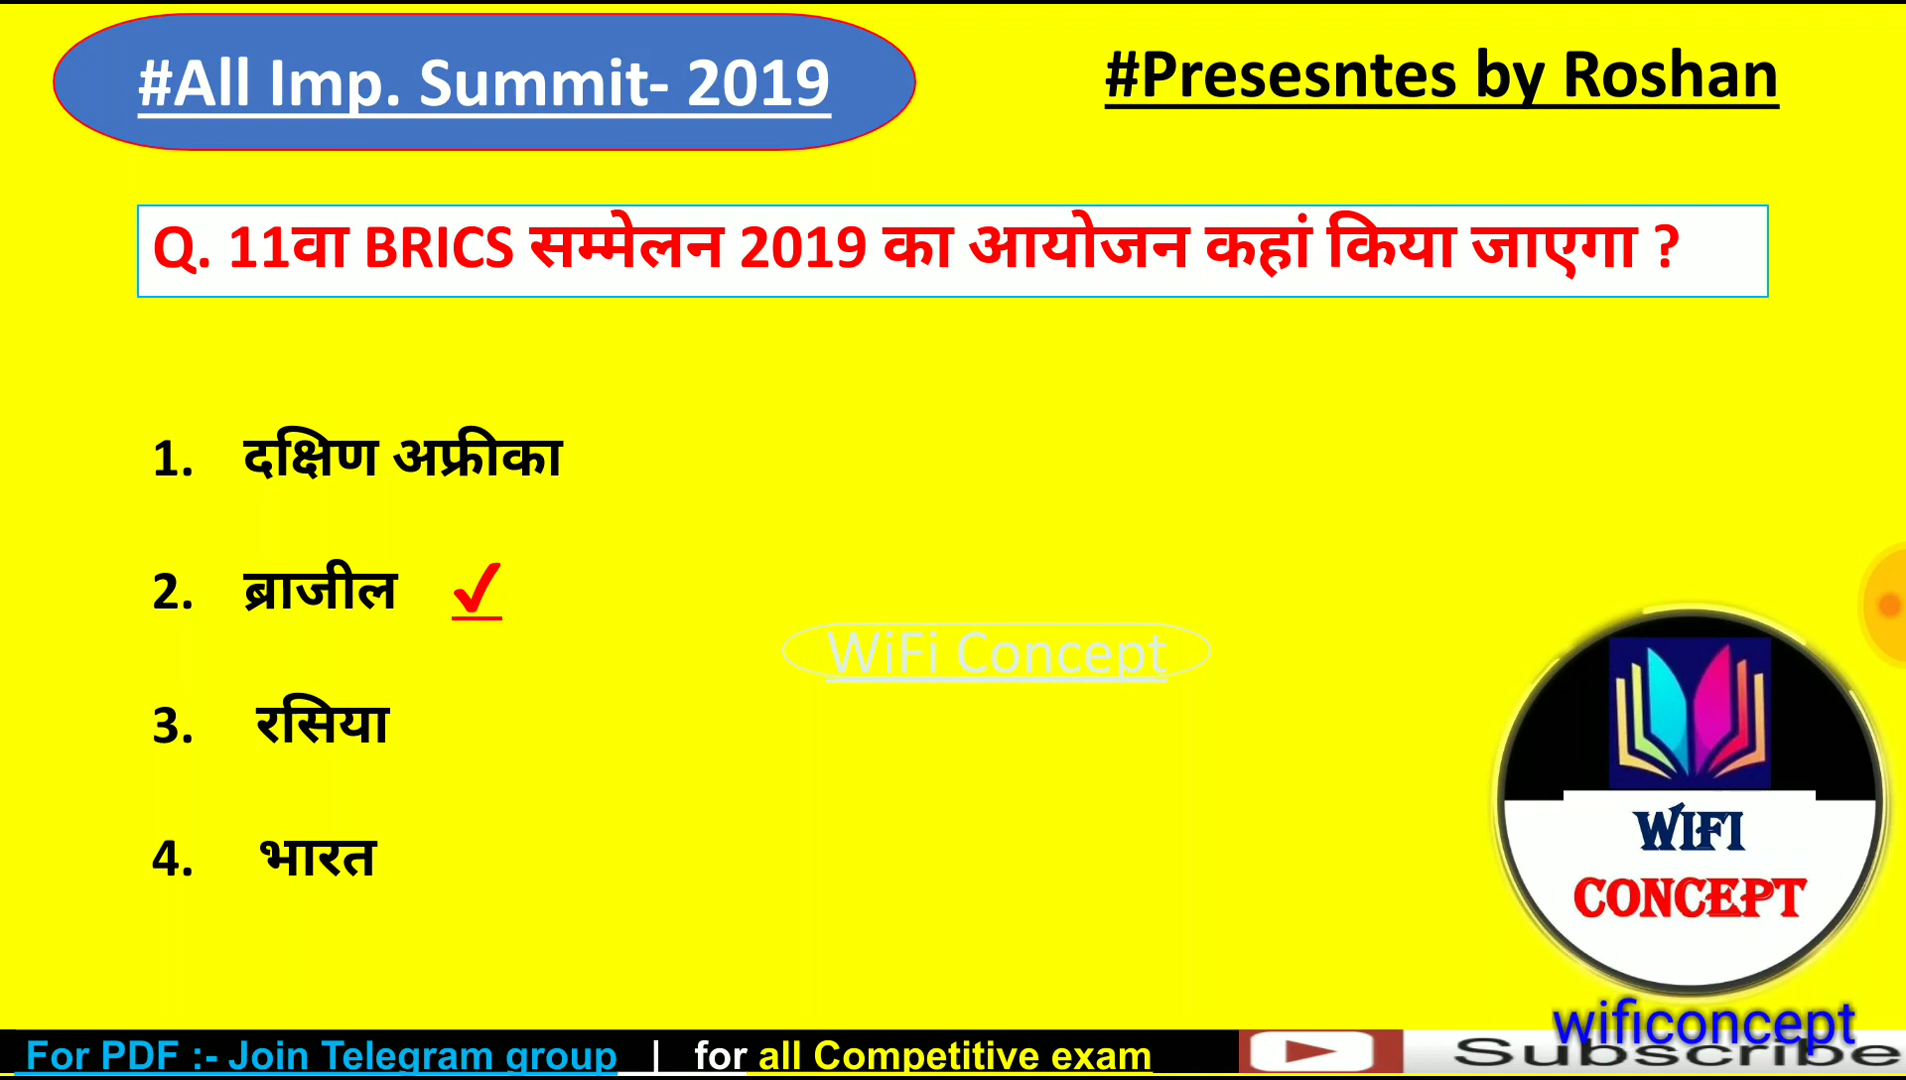 #All Imp. Summit- 2019
#Presesntes by Roshan
Q. 11वा BRICS सम्मेलन 2019 का आयोजन कहां किया जाएगा ?
1. दक्षिण अफ्रीका
2. ब्राजील ✓
3. रसिया
4. भारत
WiFi Concept
WIFI
CONCEPT
wificoncept
For PDF :- Join Telegram group | for all Competitive exam
Subscribe